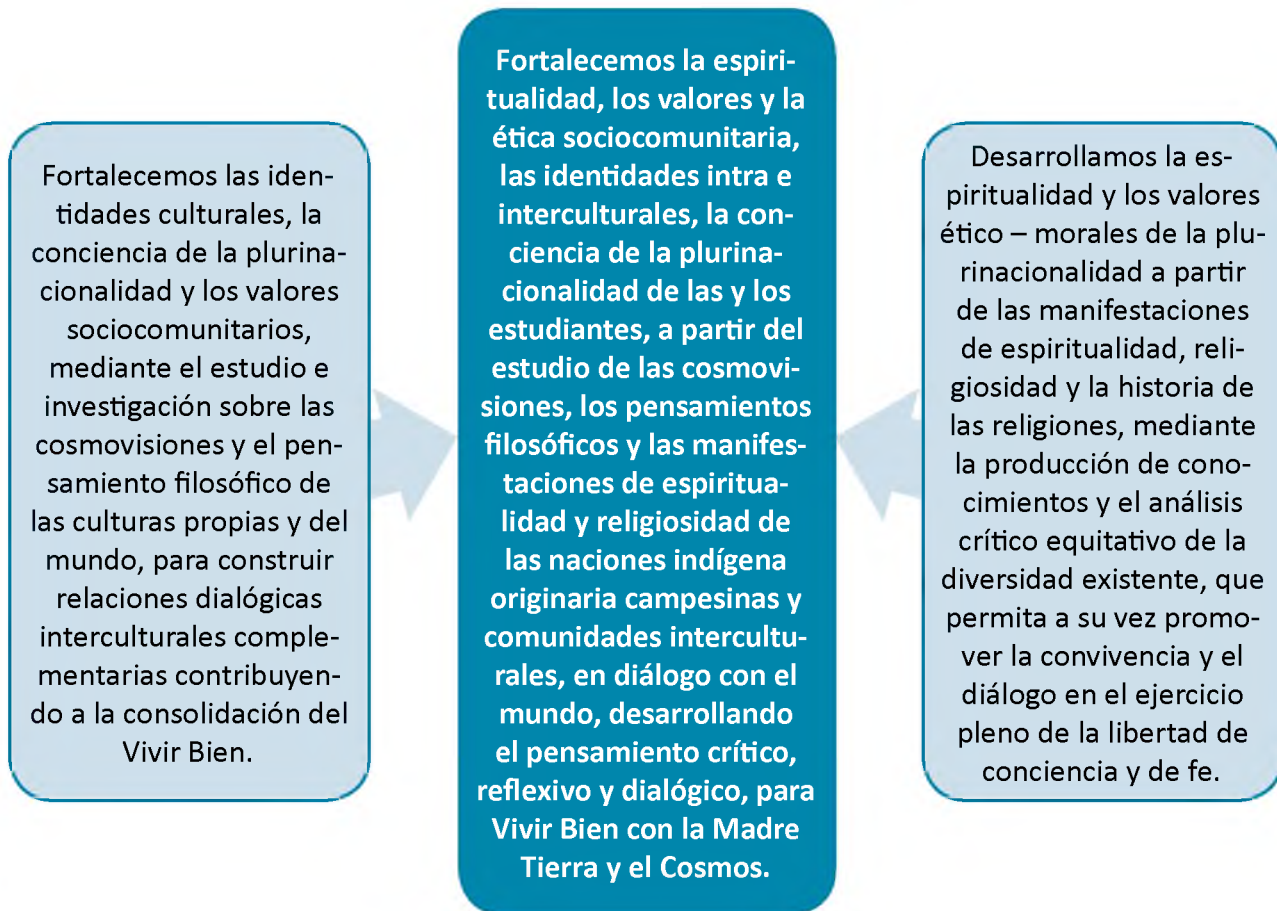 Fortalecemos las iden-
tidades culturales, la
conciencia de la plurina-
cionalidad y los valores
sociocomunitarios,
mediante el estudio e
investigación sobre las
cosmovisiones y el pen-
samiento filosófico de
las culturas propias y del
mundo, para construir
relaciones dialógicas
interculturales comple-
mentarias contribuyen-
do a la consolidación del
Vivir Bien.
Fortalecemos la espiri-
tualidad, los valores y la
ética sociocomunitaria,
las identidades intra e
interculturales, la con-
ciencia de la plurina-
cionalidad de las y los
estudiantes, a partir del
estudio de las cosmovi-
siones, los pensamientos
filosóficos y las manifes-
taciones de espiritua-
lidad y religiosidad de
las naciones indígena
originaria campesinas y
comunidades intercultu-
rales, en diálogo con el
mundo, desarrollando
el pensamiento crítico,
reflexivo y dialógico, para
Vivir Bien con la Madre
Tierra y el Cosmos.
Desarrollamos la es-
piritualidad y los valores
ético – morales de la plu-
rinacionalidad a partir
de las manifestaciones
de espiritualidad, reli-
giosidad y la historia de
las religiones, mediante
la producción de cono-
cimientos y el análisis
crítico equitativo de la
diversidad existente, que
permita a su vez promo-
ver la convivencia y el
diálogo en el ejercicio
pleno de la libertad de
conciencia y de fe.